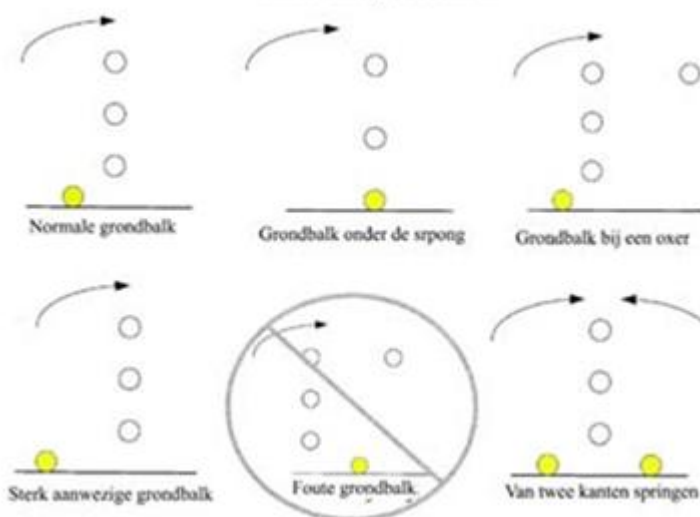 Normale grondbalk
Grondbalk onder de srpong
Grondbalk bij een oxer
Sterk aanwezige grondbalk
Foute grondbalk
Van twee kanten springen